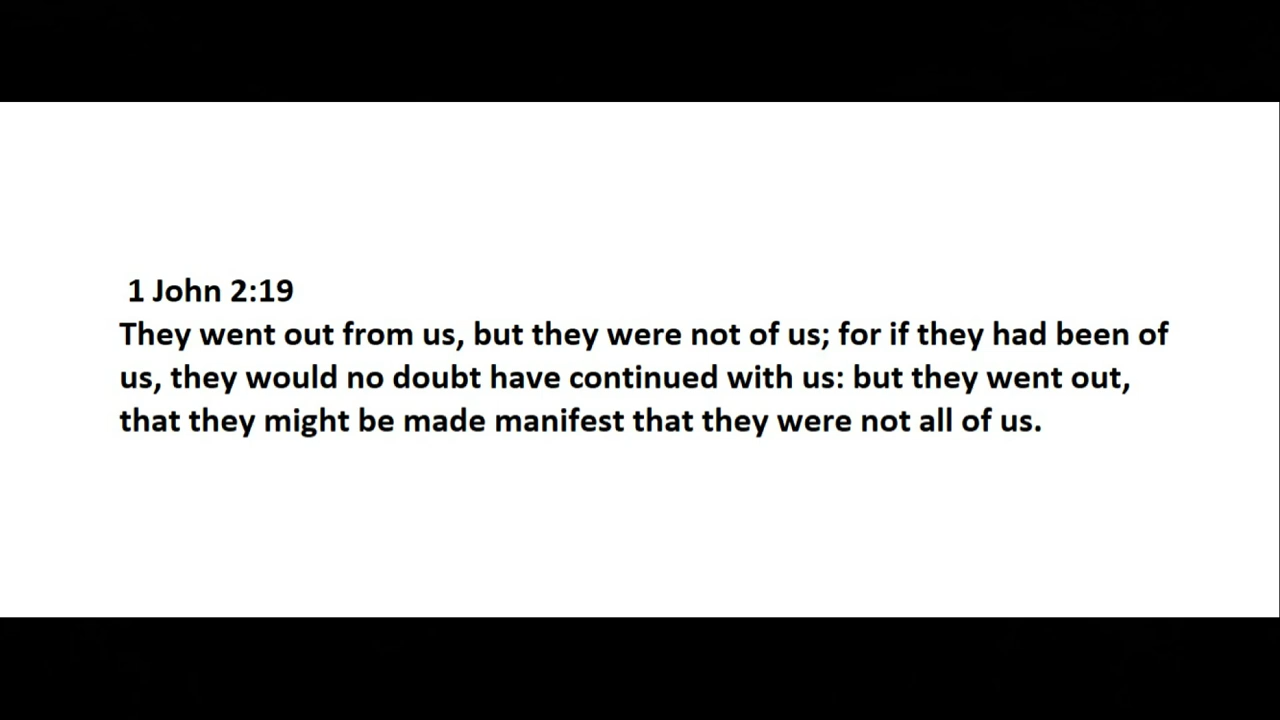 1 John 2:19
They went out from us, but they were not of us; for if they had been of
us, they would no doubt have continued with us: but they went out,
that they might be made manifest that they were not all of us.